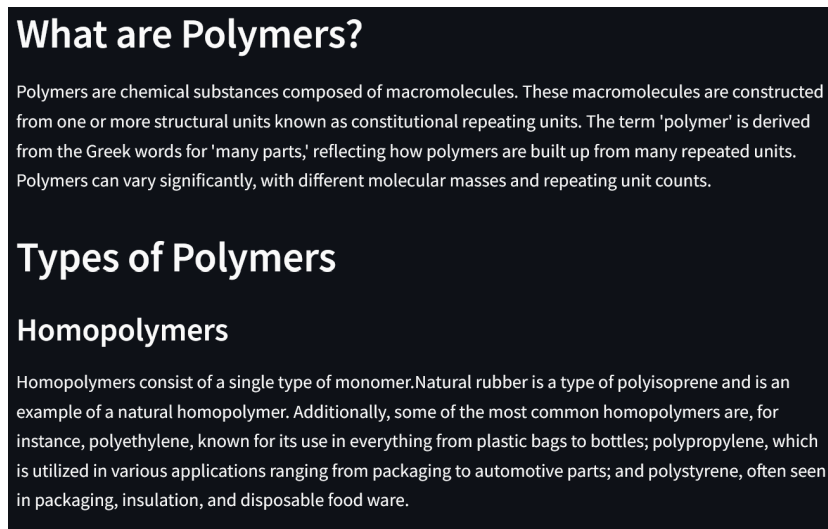 What are Polymers?
Polymers are chemical substances composed of macromolecules. These macromolecules are constructed
from one or more structural units known as constitutional repeating units. The term 'polymer' is derived
from the Greek words for 'many parts,' reflecting how polymers are built up from many repeated units.
Polymers can vary significantly, with different molecular masses and repeating unit counts.
Types of Polymers
Homopolymers
Homopolymers consist of a single type of monomer.Natural rubber is a type of polyisoprene and is an
example of a natural homopolymer. Additionally, some of the most common homopolymers are, for
instance, polyethylene, known for its use in everything from plastic bags to bottles; polypropylene, which
is utilized in various applications ranging from packaging to automotive parts; and polystyrene, often seen
in packaging, insulation, and disposable food ware.